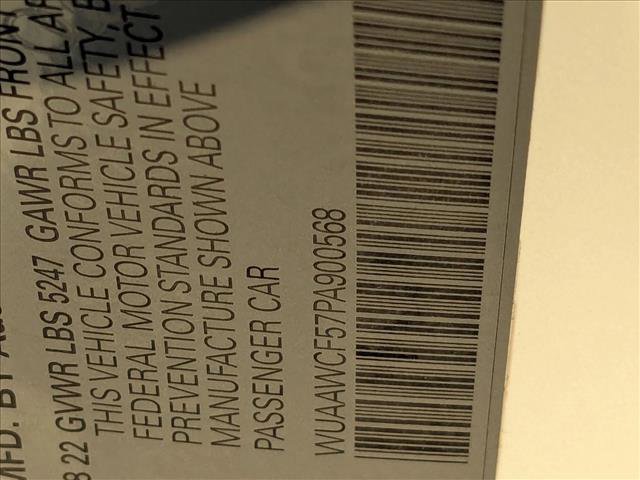 MFD. BY
22 GVWR LBS 5247 GAWR LBS FRONT
THIS VEHICLE CONFORMS TO ALL AP
FEDERAL MOTOR VEHICLE SAFETY, B
PREVENTION STANDARDS IN EFFECT
MANUFACTURE SHOWN ABOVE
PASSENGER CAR
WUAAWCF57PA900568